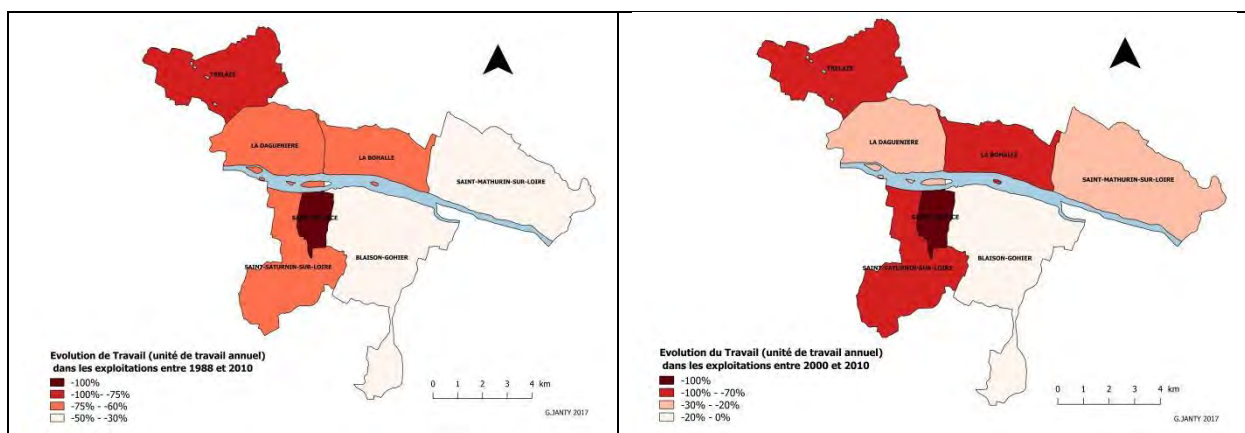 TRELAZE
LA DAGUENIERE
LA BOHALLE
SAINT-MATHURIN-SUR-LOIRE
BLAISON-GOHIER
SAINT-SATURNIN-SUR-LOIRE
Evolution de Travail (unité de travail annuel)
dans les exploitations entre 1988 et 2010
-100%
-100%- -75%
-75% - -60%
-50% - -30%
0 1 2 3 4 km
G.JANTY 2017
TRELAZE
LA DAGUENIERE
LA BOHALLE
SAINT-MATHURIN-SUR-LOIRE
BLAISON-GOHIER
SAINT-SATURNIN-SUR-LOIRE
Evolution du Travail (unité de travail annuel)
dans les exploitations entre 2000 et 2010
-100%
-100% - -70%
-30% - -20%
-20% - 0%
0 1 2 3 4 km
G.JANTY 2017